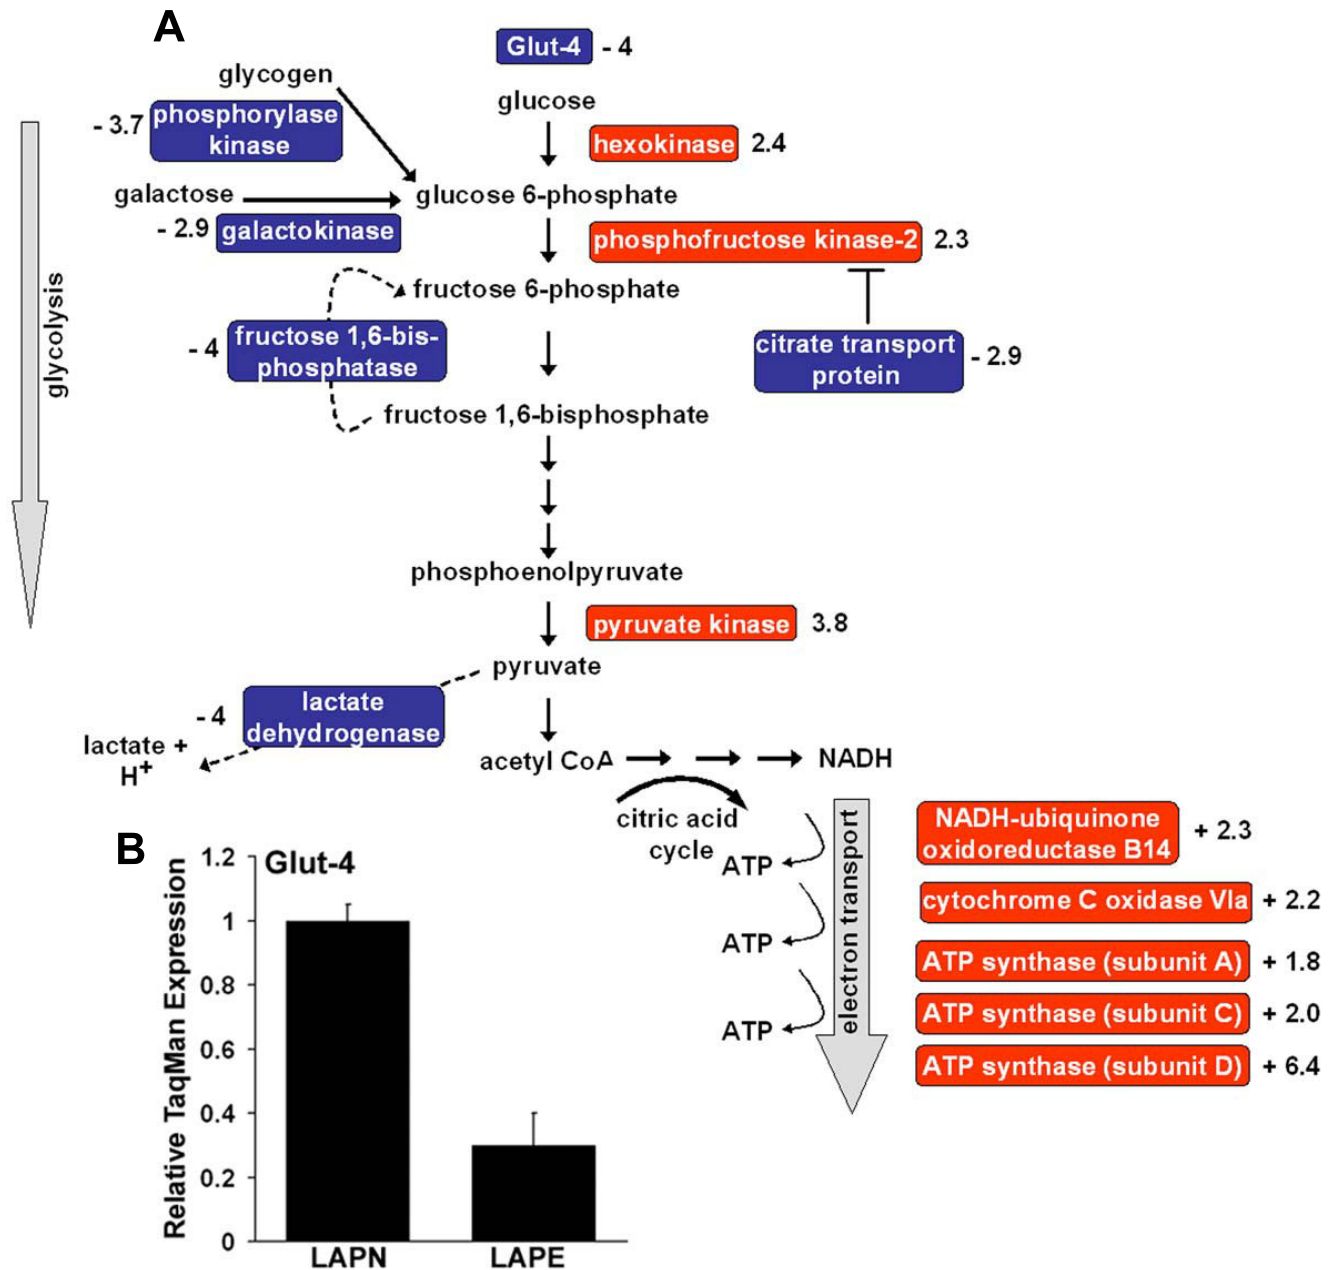 A
Glut-4 - 4
glycogen
glucose
- 3.7 phosphorylase
kinase
hexokinase 2.4
galactose
glucose 6-phosphate
- 2.9 galactokinase
phosphofructose kinase-2 2.3
fructose 6-phosphate
- 4 fructose 1,6-bis-
phosphatase
citrate transport
protein - 2.9
glycolysis
fructose 1,6-bisphosphate
phosphoenolpyruvate
pyruvate kinase 3.8
pyruvate
- 4 lactate
dehydrogenase
lactate +
H+
acetyl CoA
NADH
citric acid
cycle
ATP
ATP
ATP
electron transport
NADH-ubiquinone
oxidoreductase B14 + 2.3
cytochrome C oxidase VIa + 2.2
ATP synthase (subunit A) + 1.8
ATP synthase (subunit C) + 2.0
ATP synthase (subunit D) + 6.4
B
Glut-4
Relative TaqMan Expression
1.2
1
0.8
0.6
0.4
0.2
0
LAPN LAPE